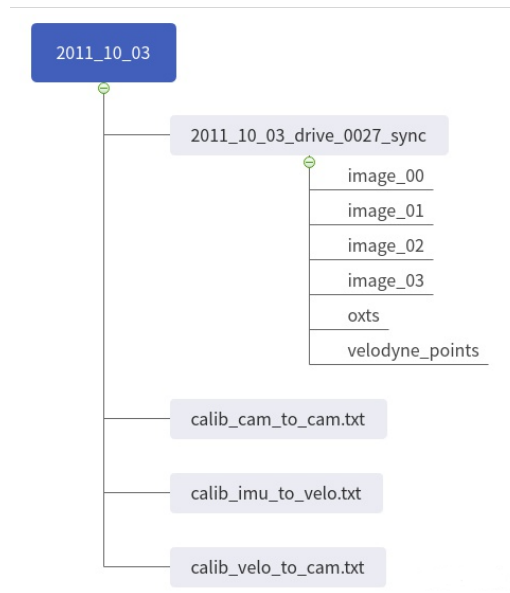 2011_10_03
2011_10_03_drive_0027_sync
image_00
image_01
image_02
image_03
oxts
velodyne_points
calib_cam_to_cam.txt
calib_imu_to_velo.txt
calib_velo_to_cam.txt